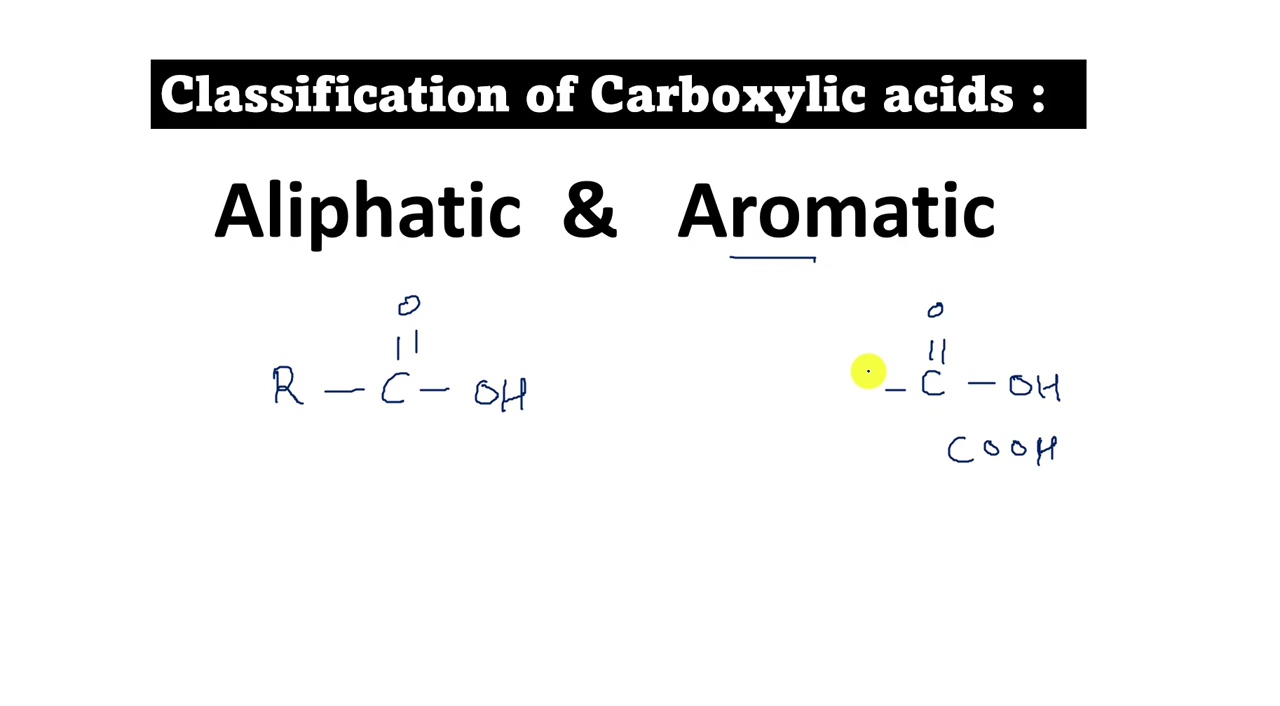 Classification of Carboxylic acids :
Aliphatic & Aromatic
O O
|| ||
R — C — OH — C — OH
COOH